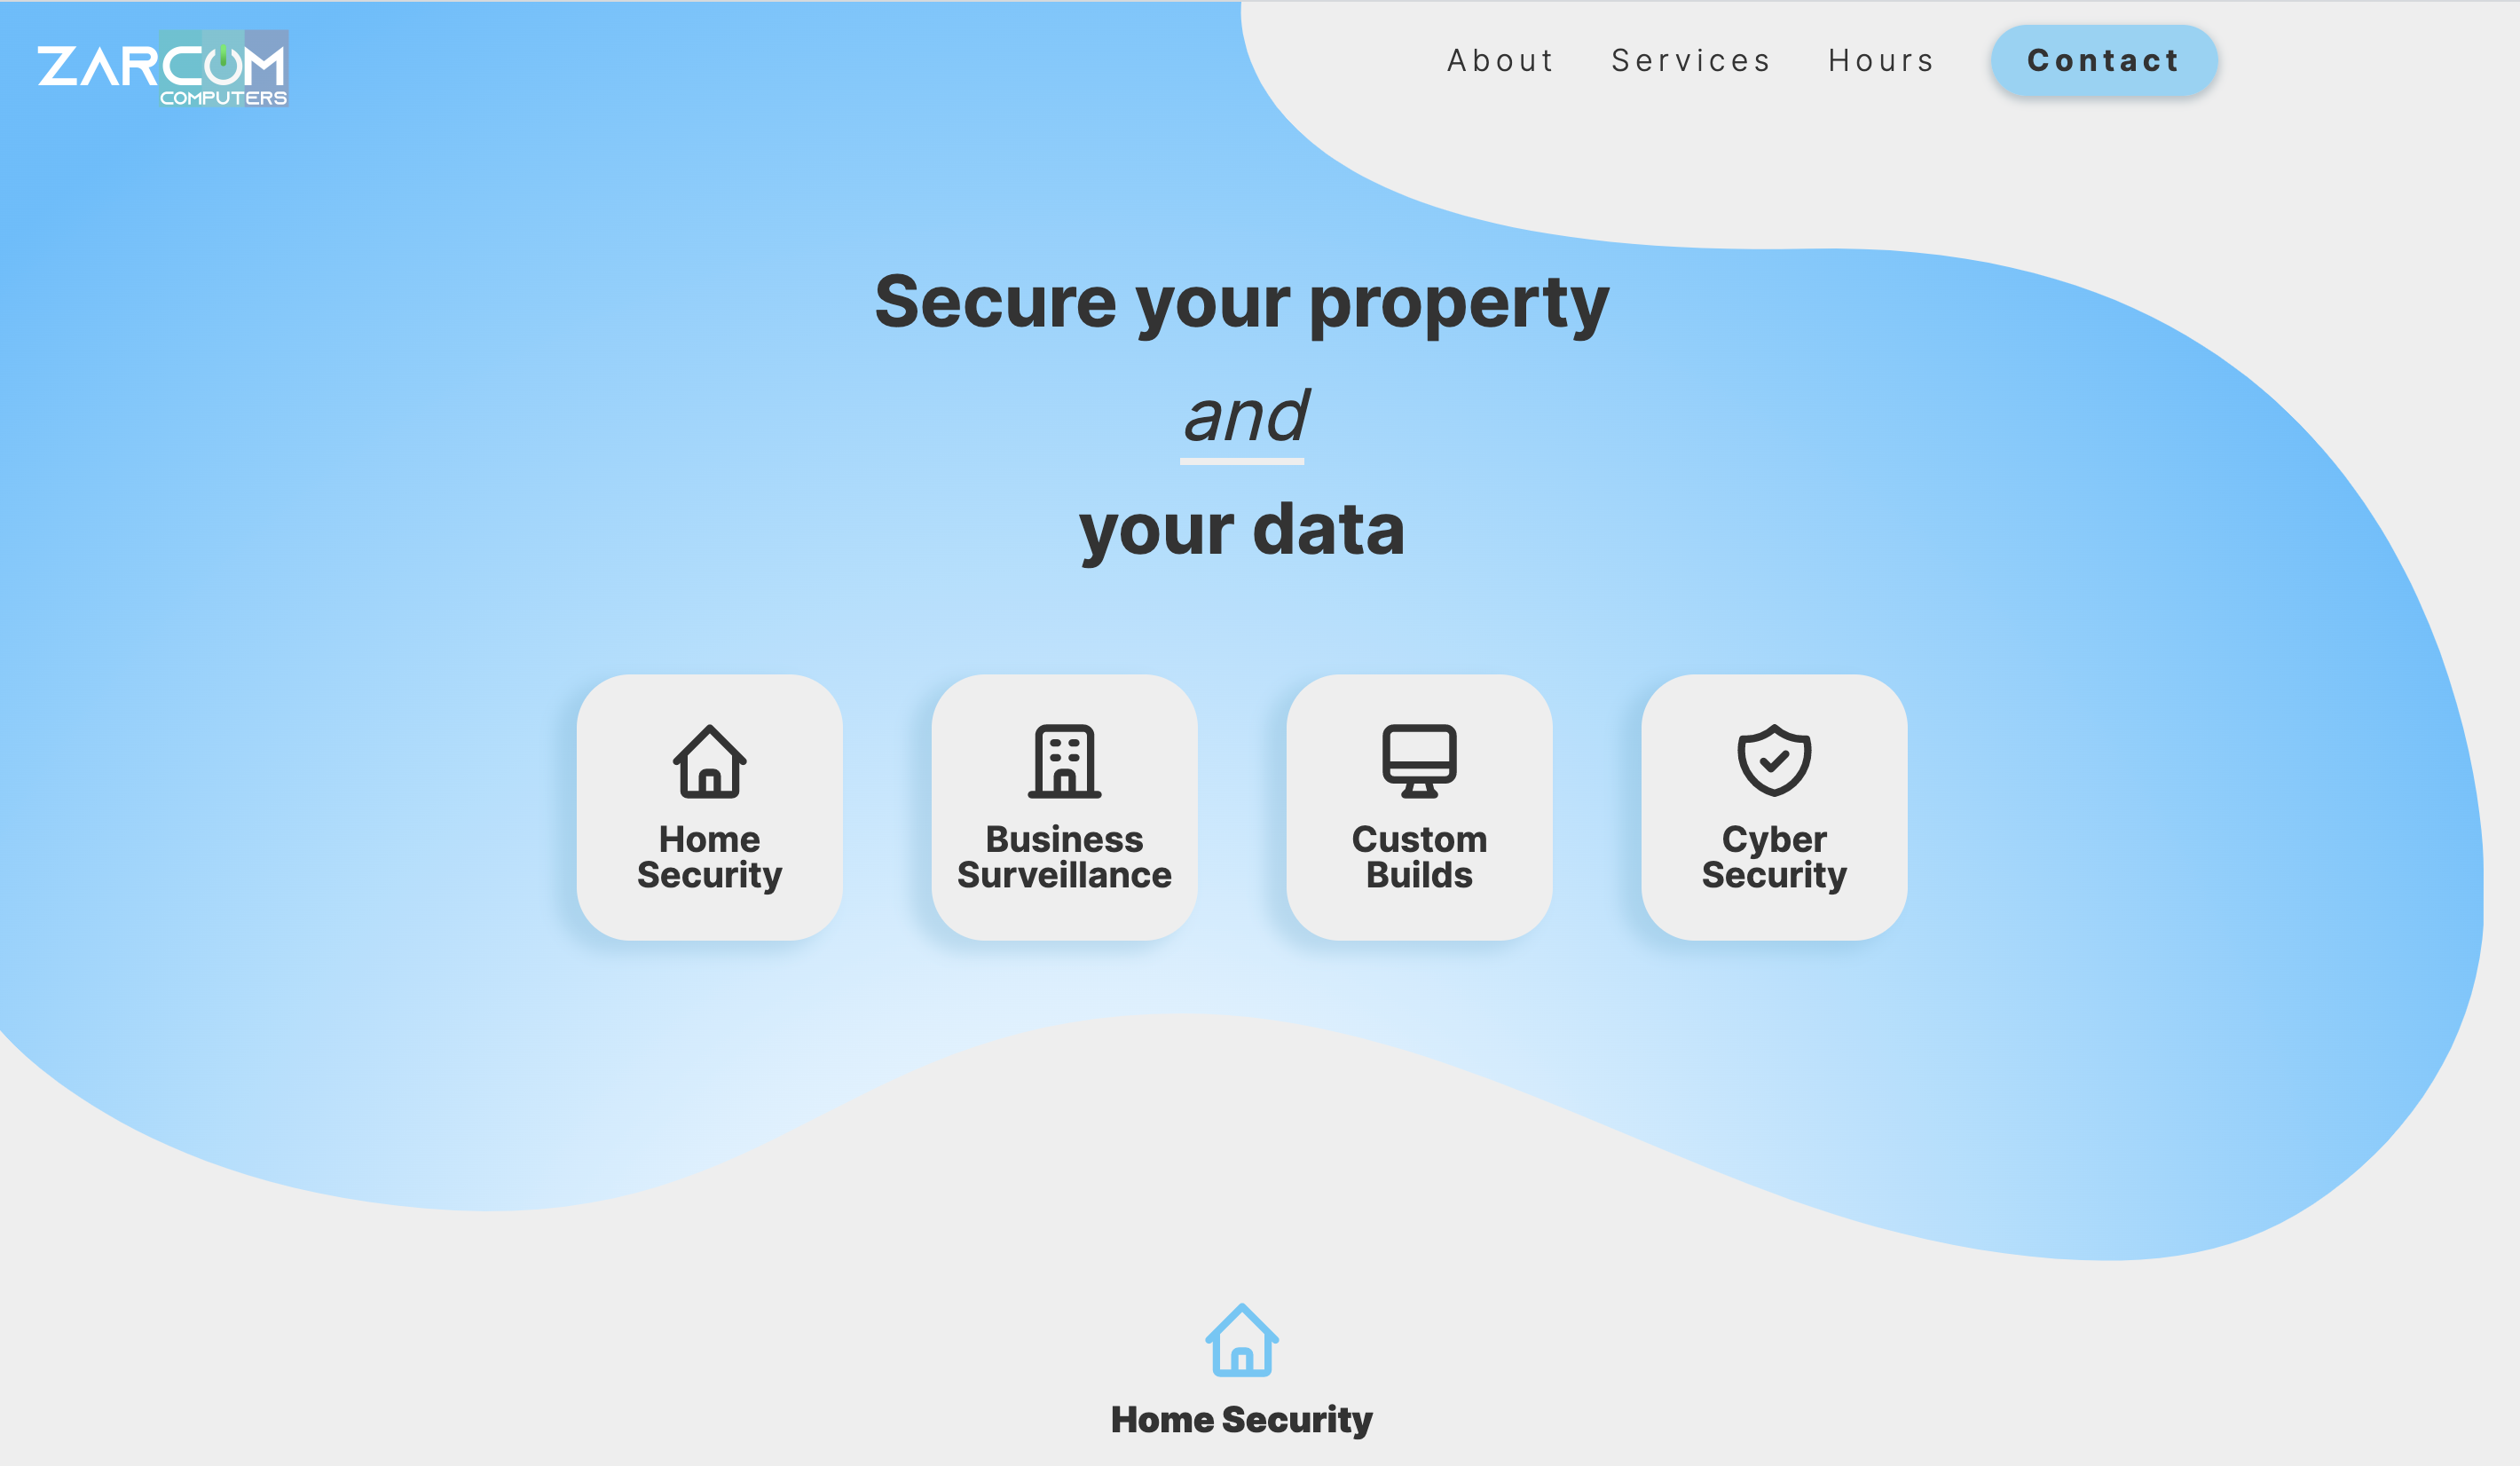 ZARCOM
COMPUTERS
About Services Hours Contact
Secure your property
and
your data
Home
Security
Business
Surveillance
Custom
Builds
Cyber
Security
Home Security